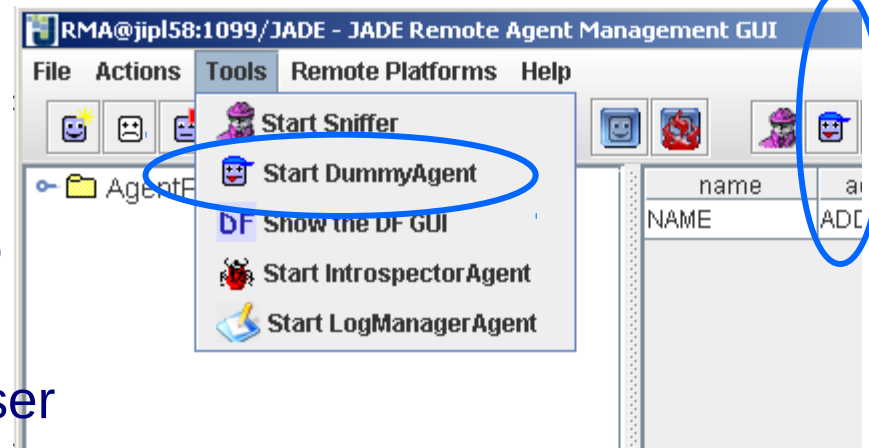 RMA@jipl58:1099/JADE - JADE Remote Agent Management GUI
File Actions Tools Remote Platforms Help
Start Sniffer
Start DummyAgent
DF Show the DF GUI
Start IntrospectorAgent
Start LogManagerAgent
name
NAME